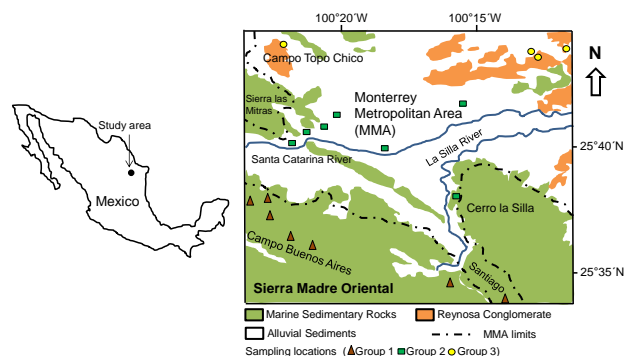 100°20'W
100°15'W
Campo Topo Chico
N
Sierra las
Mitras
Monterrey
Metropolitan Area
(MMA)
Study area
La Silla River
25°40'N
Santa Catarina River
Mexico
Cerro la Silla
Campo Buenos Aires
Santiago
25°35'N
Sierra Madre Oriental
Marine Sedimentary Rocks
Reynosa Conglomerate
Alluvial Sediments
MMA limits
Sampling locations (Group 1 Group 2 Group 3)